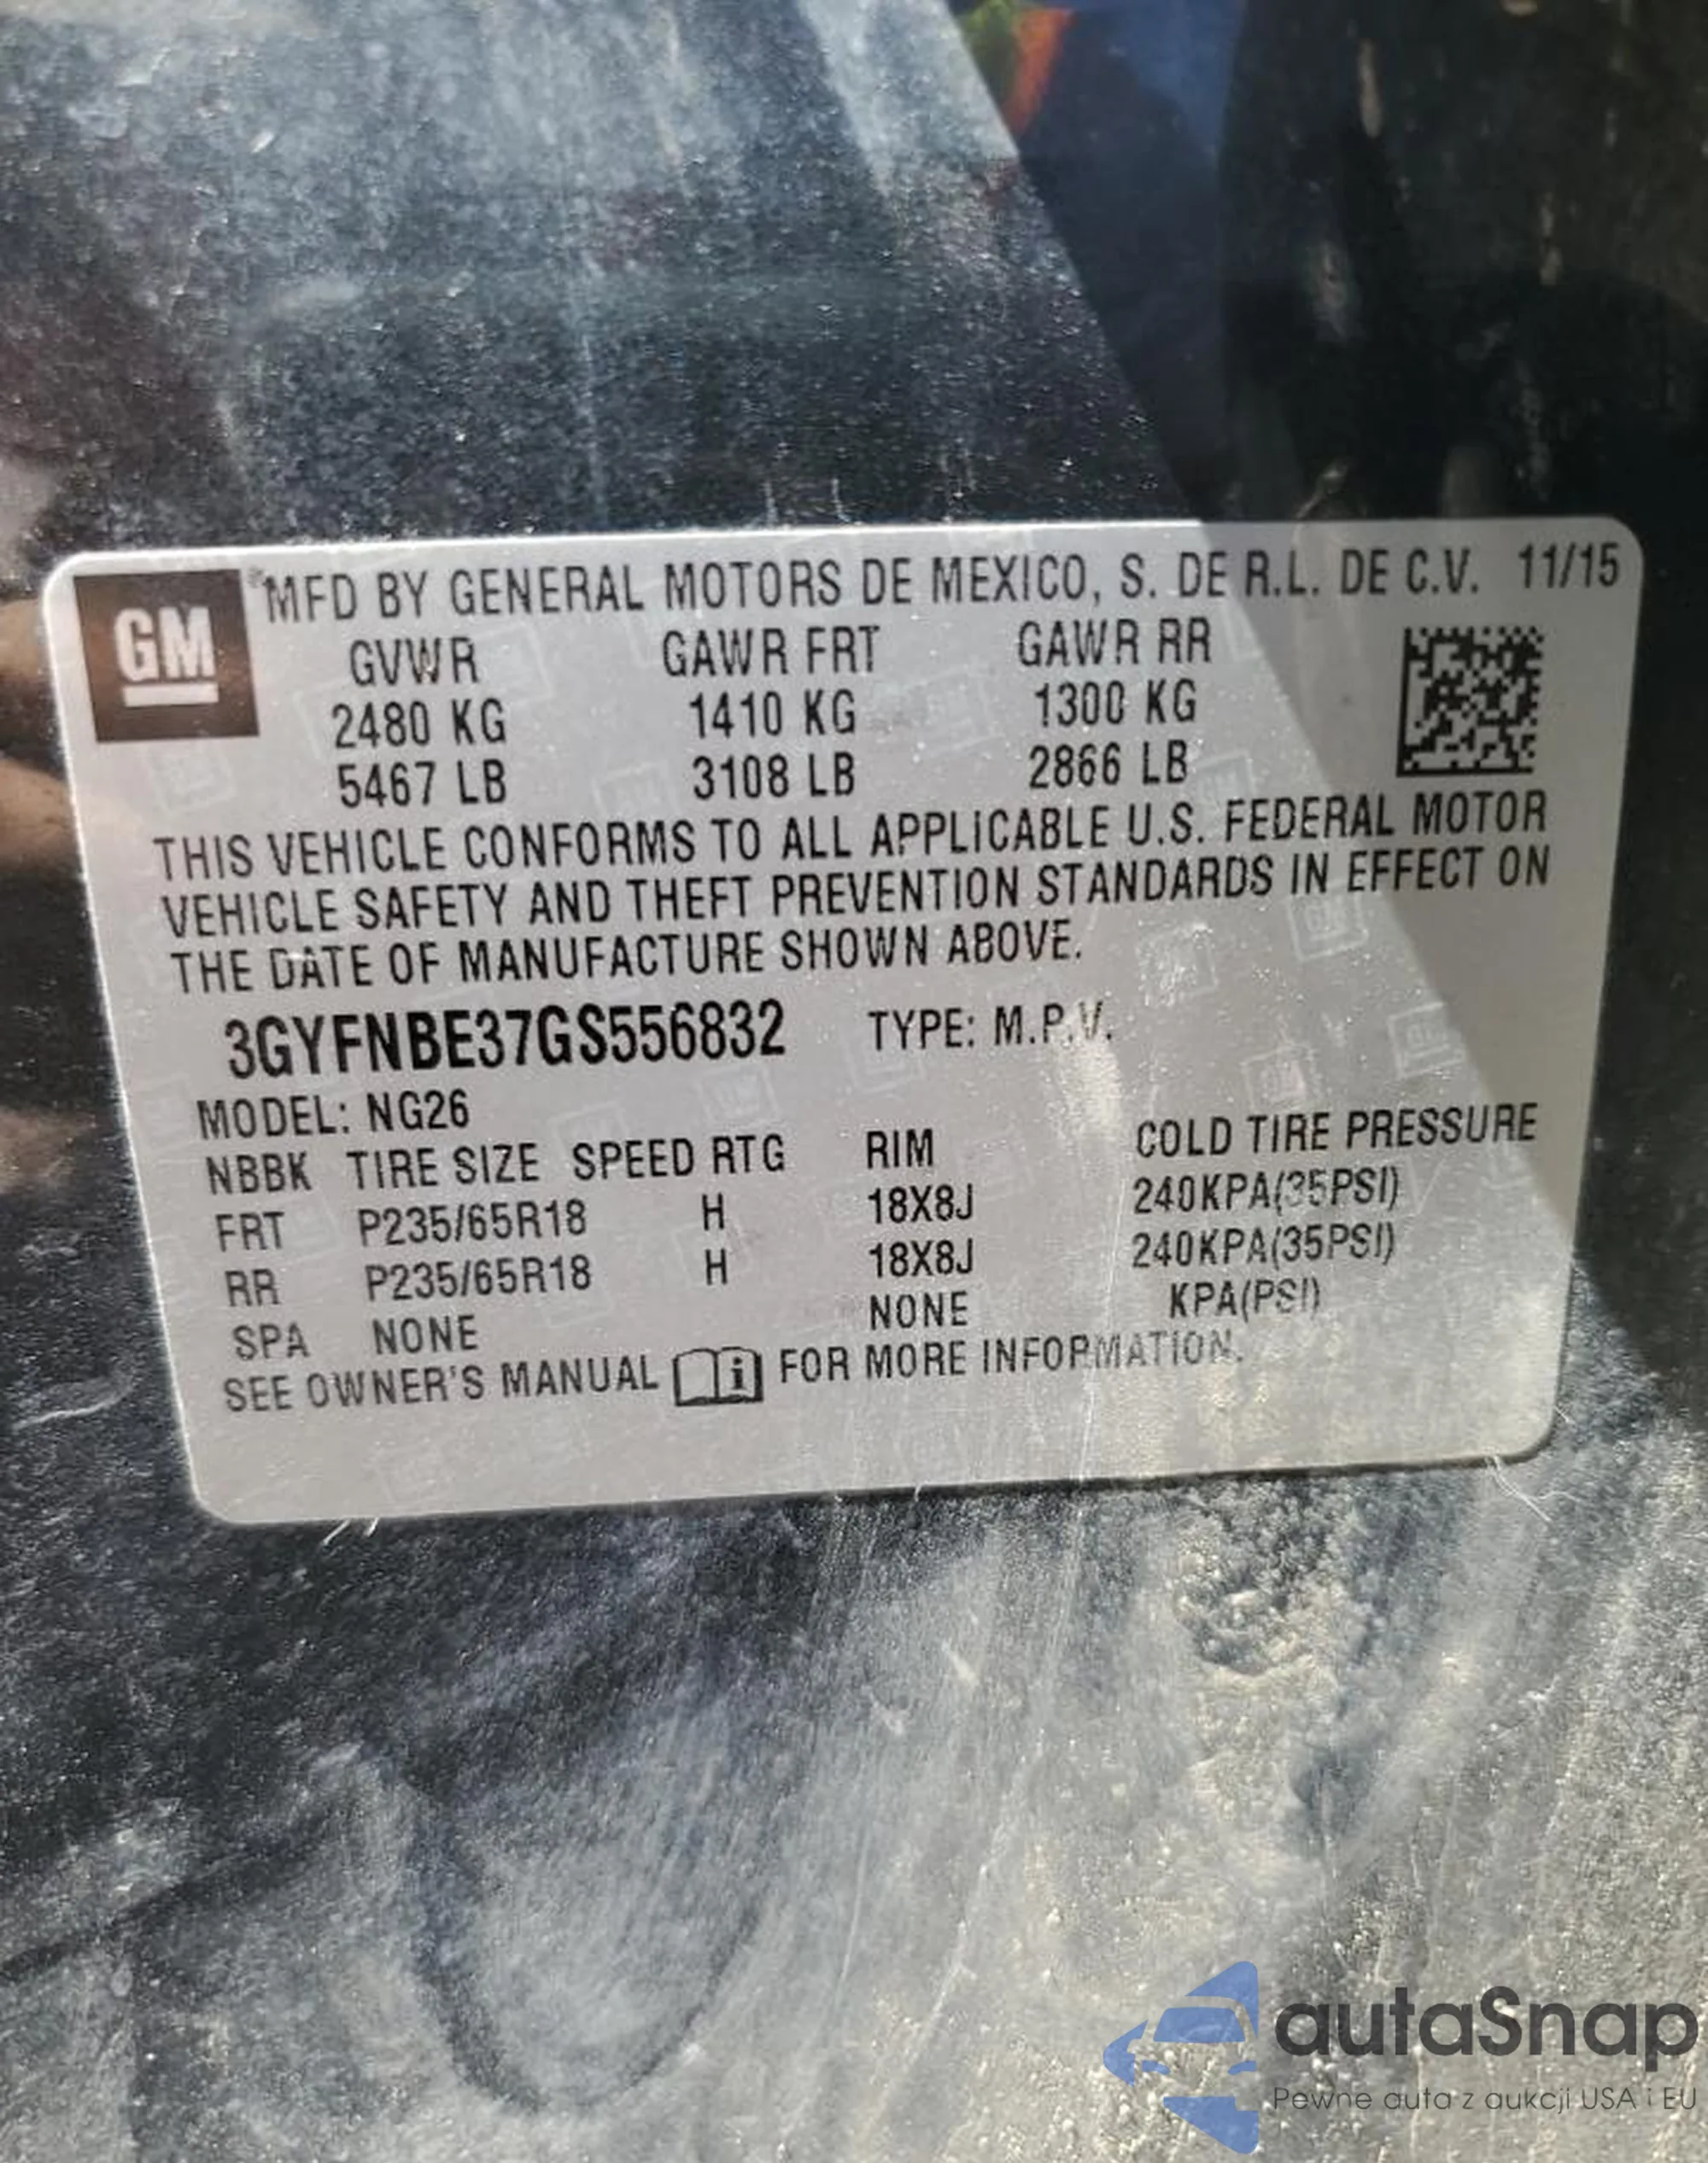 GM
®MFD BY GENERAL MOTORS DE MEXICO, S. DE R.L. DE C.V. 11/15
GVWR GAWR FRT GAWR RR
2480 KG 1410 KG 1300 KG
5467 LB 3108 LB 2866 LB
THIS VEHICLE CONFORMS TO ALL APPLICABLE U.S. FEDERAL MOTOR
VEHICLE SAFETY AND THEFT PREVENTION STANDARDS IN EFFECT ON
THE DATE OF MANUFACTURE SHOWN ABOVE.
3GYFNBE37GS556832 TYPE: M.P.V.
MODEL: NG26
NBBK TIRE SIZE SPEED RTG RIM COLD TIRE PRESSURE
FRT P235/65R18 H 18X8J 240KPA(35PSI)
RR P235/65R18 H 18X8J 240KPA(35PSI)
SPA NONE NONE KPA(PSI)
SEE OWNER'S MANUAL i FOR MORE INFORMATION.
autaSnap
Pewne auta z aukcji USA i EU